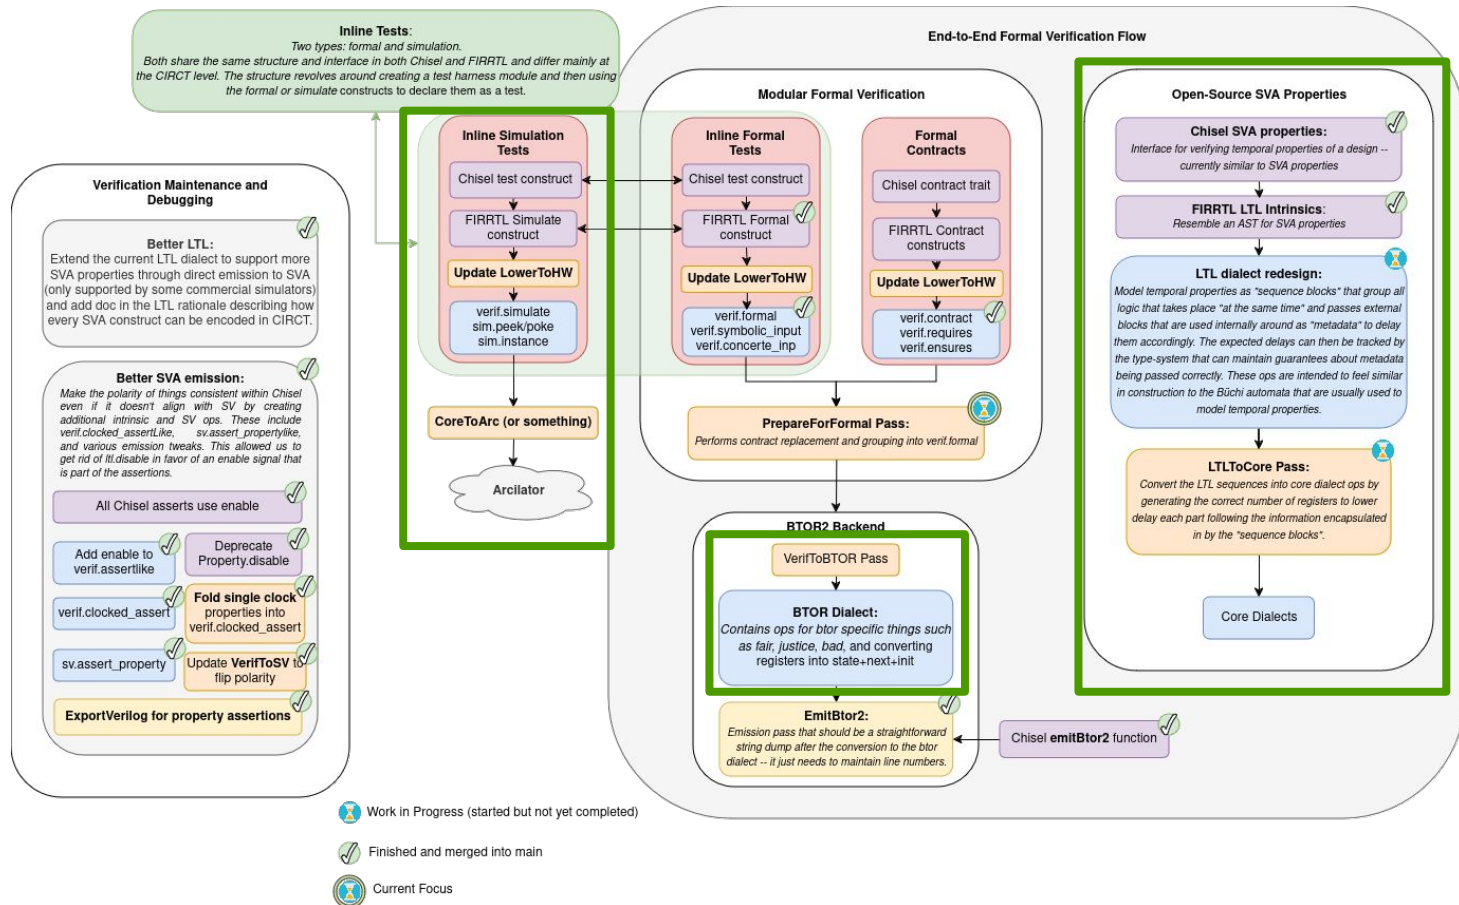 Inline Tests:
Two types: formal and simulation.
Both share the same structure and interface in both Chisel and FIRRTL and differ mainly at
the CIRCT level. The structure revolves around creating a test harness module and then using
the formal or simulate constructs to declare them as a test.
End-to-End Formal Verification Flow
Modular Formal Verification
Open-Source SVA Properties
Inline Simulation
Tests
Chisel test construct
FIRRTL Simulate
construct
Update LowerToHW
verif.simulate
sim.peek/poke
sim.instance
CoreToArc (or something)
Arcilator
Inline Formal
Tests
Chisel test construct
FIRRTL Formal
construct
Update LowerToHW
verif.formal
verif.symbolic_input
verif.concerte_inp
Formal
Contracts
Chisel contract trait
FIRRTL Contract
constructs
Update LowerToHW
verif.contract
verif.requires
verif.ensures
PrepareForFormal Pass:
Performs contract replacement and grouping into verif.formal
BTOR2 Backend
VerifToBTOR Pass
BTOR Dialect:
Contains ops for btor specific things such
as fair, justice, bad, and converting
registers into state+next+init
EmitBtor2:
Emission pass that should be a straightforward
string dump after the conversion to the btor
dialect -- it just needs to maintain line numbers.
Chisel emitBtor2 function
Chisel SVA properties:
Interface for verifying temporal properties of a design --
currently similar to SVA properties
FIRRTL LTL Intrinsics:
Resemble an AST for SVA properties
LTL dialect redesign:
Model temporal properties as "sequence blocks" that group all
logic that takes place "at the same time" and passes external
blocks that are used internally around as "metadata" to delay
them accordingly. The expected delays can then be tracked by
the type-system that can maintain guarantees about metadata
being passed correctly. These ops are intended to feel similar
in construction to the Büchi automata that are usually used to
model temporal properties.
LTLToCore Pass:
Convert the LTL sequences into core dialect ops by
generating the correct number of registers to lower
delay each part following the information encapsulated
in by the "sequence blocks".
Core Dialects
Verification Maintenance and
Debugging
Better LTL:
Extend the current LTL dialect to support more
SVA properties through direct emission to SVA
(only supported by some commercial simulators)
and add doc in the LTL rationale describing how
every SVA construct can be encoded in CIRCT.
Better SVA emission:
Make the polarity of things consistent within Chisel
even if it doesn't align with SV by creating
additional intrinsic and SV ops. These include
verif.clocked_assertLike, sv.assert_propertylike,
and various emission tweaks. This allowed us to
get rid of ltl.disable in favor of an enable signal that
is part of the assertions.
All Chisel asserts use enable
Add enable to
verif.assertlike
Deprecate
Property.disable
verif.clocked_assert
Fold single clock
properties into
verif.clocked_assert
sv.assert_property
Update VerifToSV to
flip polarity
ExportVerilog for property assertions
Work in Progress (started but not yet completed)
Finished and merged into main
Current Focus